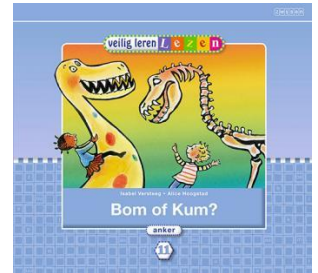 veilig leren Lezen
Isabel Versteeg • Alice Hoogstad
Bom of Kum?
anker
11